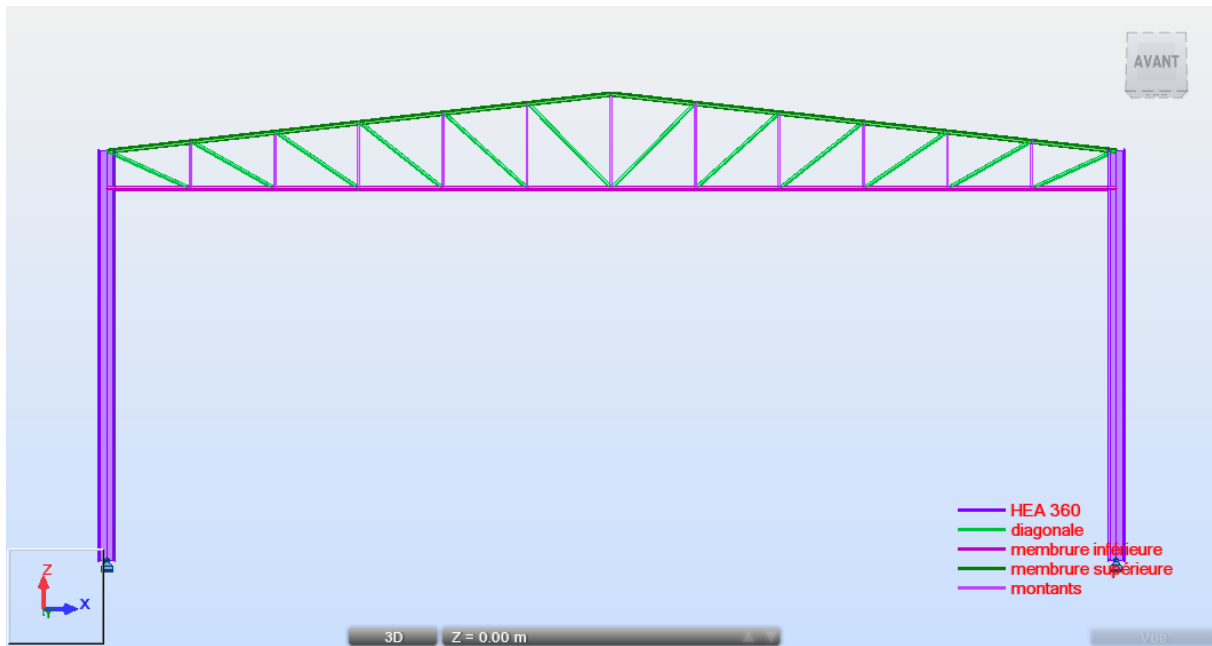 AVANT
HEA 360
diagonale
membrure inférieure
membrure supérieure
montants
Z
X
Y
3D
Z = 0.00 m
Vue